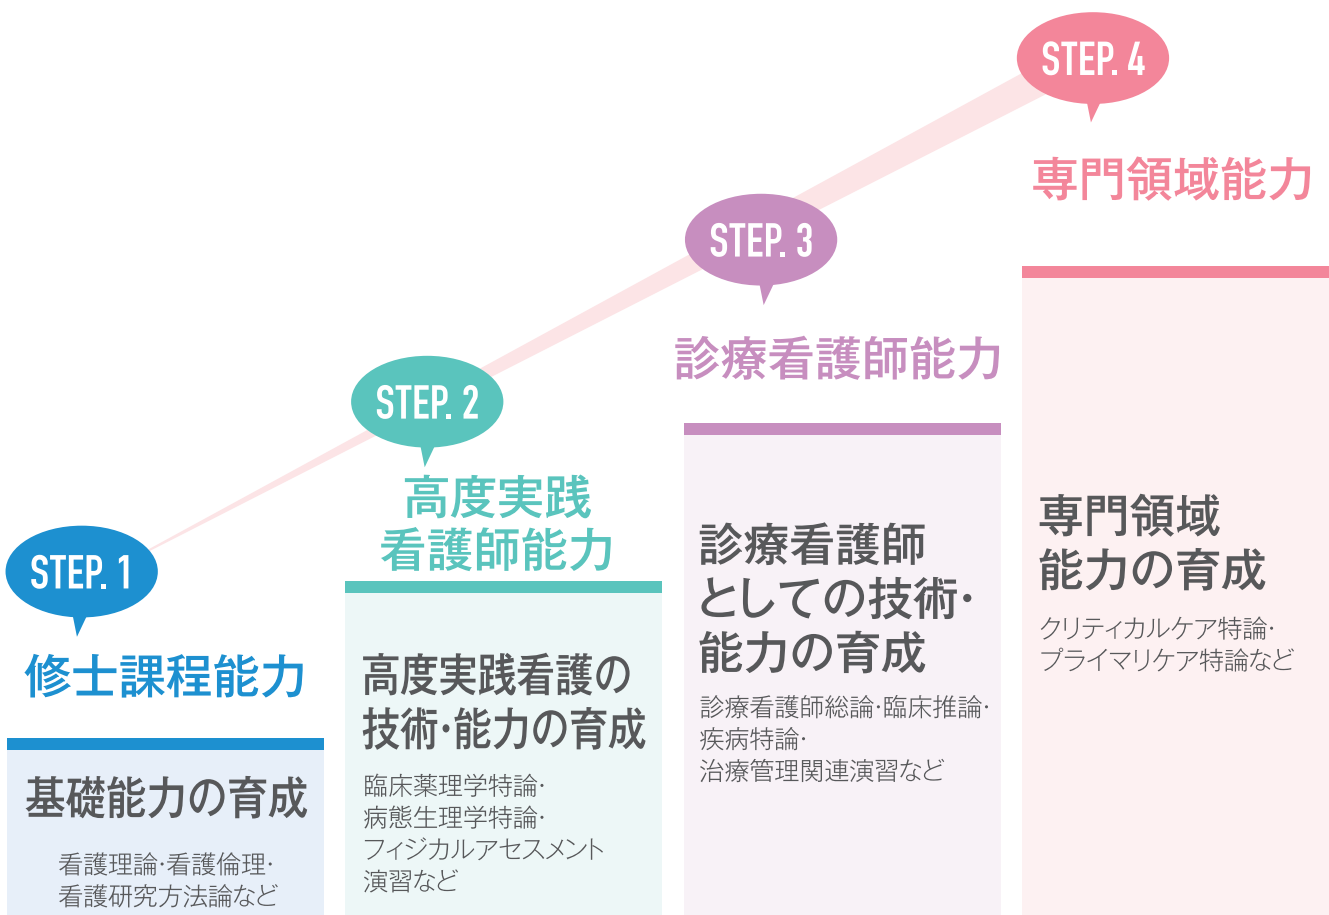 STEP. 1
修士課程能力
基礎能力の育成
看護理論・看護倫理・
看護研究方法論など
STEP. 2
高度実践
看護師能力
高度実践看護の
技術・能力の育成
臨床薬理学特論・
病態生理学特論・
フィジカルアセスメント
演習など
STEP. 3
診療看護師能力
診療看護師
としての技術・
能力の育成
診療看護師総論・臨床推論・
疾病特論・
治療管理関連演習など
STEP. 4
専門領域能力
専門領域
能力の育成
クリティカルケア特論・
プライマリケア特論など